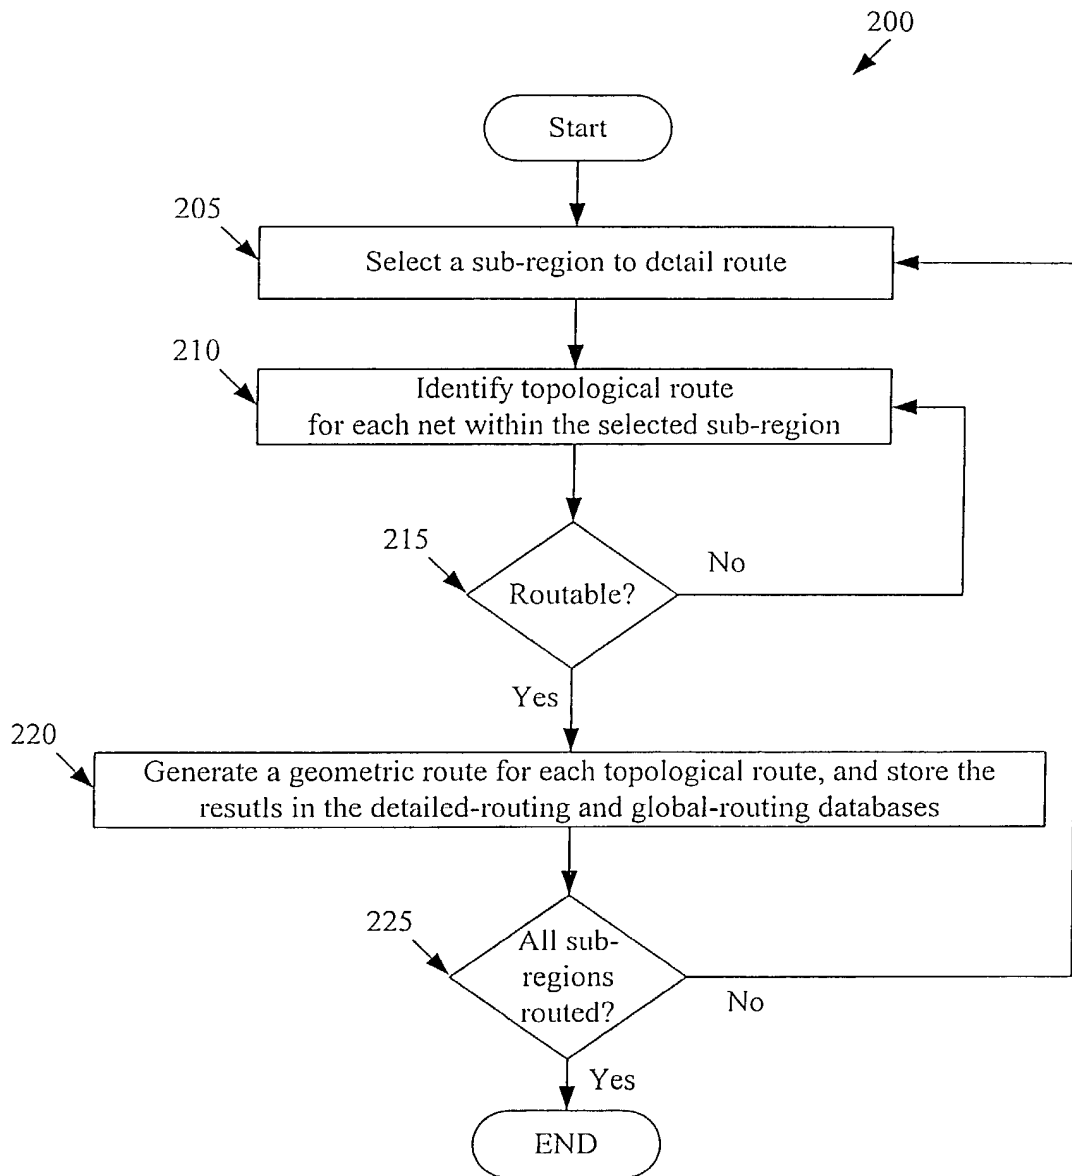 200
Start
205
Select a sub-region to detail route
210
Identify topological route
for each net within the selected sub-region
215
Routable?
No
Yes
220
Generate a geometric route for each topological route, and store the
resutls in the detailed-routing and global-routing databases
225
All sub-
regions
routed?
No
Yes
END